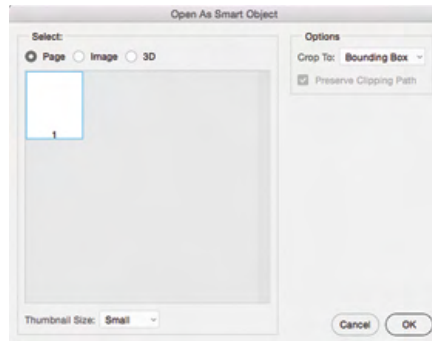 Open As Smart Object
Select:
Page Image 3D
1
Thumbnail Size: Small
Options
Crop To: Bounding Box
Preserve Clipping Path
Cancel OK